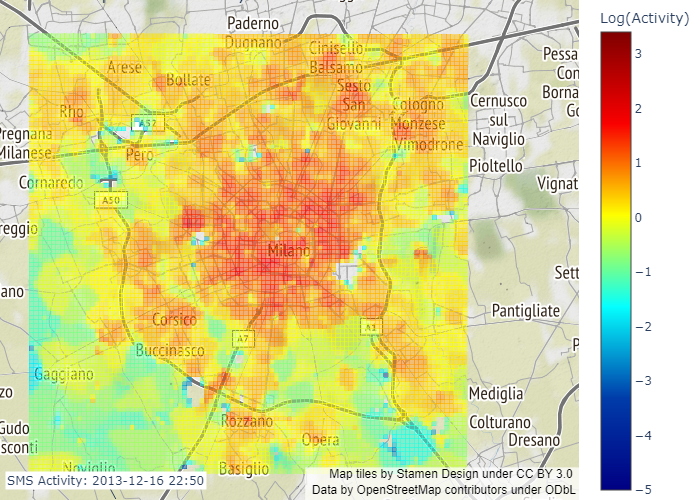 Log(Activity)
Paderno
Dugnano
Cinisello
Balsamo
Arese
Bollate
Sesto
San
Giovanni
Cologno
Monzese
Vimodrone
Cernusco
sul
Naviglio
Pessa
Con
Borna
Go
Rho
A52
Pregnana
Milanese
Pero
Pioltello
Cornaredo
A50
Vignat
reggio
Milano
Sett
ano
Pantigliate
Corsico
A1
A7
Buccinasco
P
Gaggiano
zo
Mediglia
Rozzano
Colturano
Gudo
sconti
Opera
Dresano
Noviglio
Basiglio
3
2
1
0
−1
−2
−3
−4
−5
SMS Activity: 2013-12-16 22:50
Map tiles by Stamen Design under CC BY 3.0
Data by OpenStreetMap contributors under ODbL